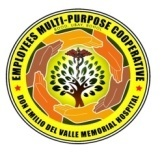 EMPLOYEES MULTI-PURPOSE COOPERATIVE
DON EMILIO DEL VALLE MEMORIAL HOSPITAL